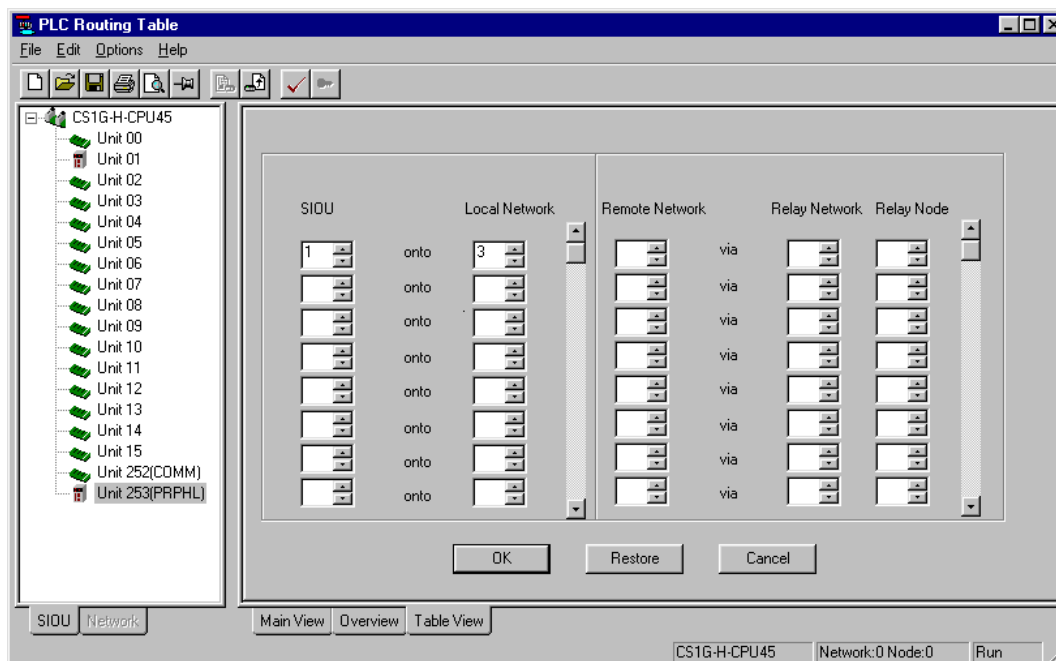 PLC Routing Table
File Edit Options Help
CS1G-H-CPU45
Unit 00
Unit 01
Unit 02
Unit 03
Unit 04
Unit 05
Unit 06
Unit 07
Unit 08
Unit 09
Unit 10
Unit 11
Unit 12
Unit 13
Unit 14
Unit 15
Unit 252(COMM)
Unit 253(PRPHL)
SIOU Network
SIOU Local Network Remote Network Relay Network Relay Node
1 onto 3 via
onto via
onto via
onto via
onto via
onto via
onto via
onto via
OK Restore Cancel
Main View Overview Table View
CS1G-H-CPU45 Network:0 Node:0 Run